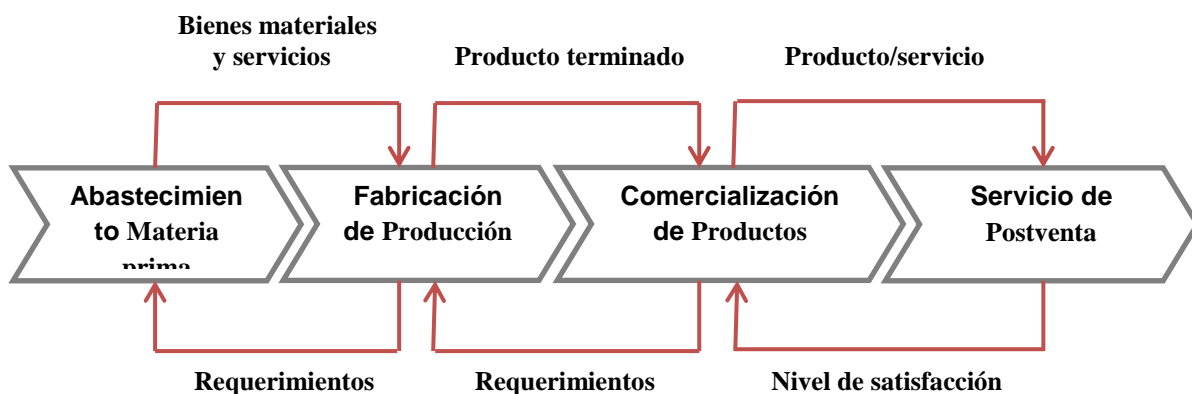 Bienes materiales
y servicios
Producto terminado
Producto/servicio
Abastecimien
to Materia
prima
Fabricación
de Producción
Comercialización
de Productos
Servicio de
Postventa
Requerimientos
Requerimientos
Nivel de satisfacción